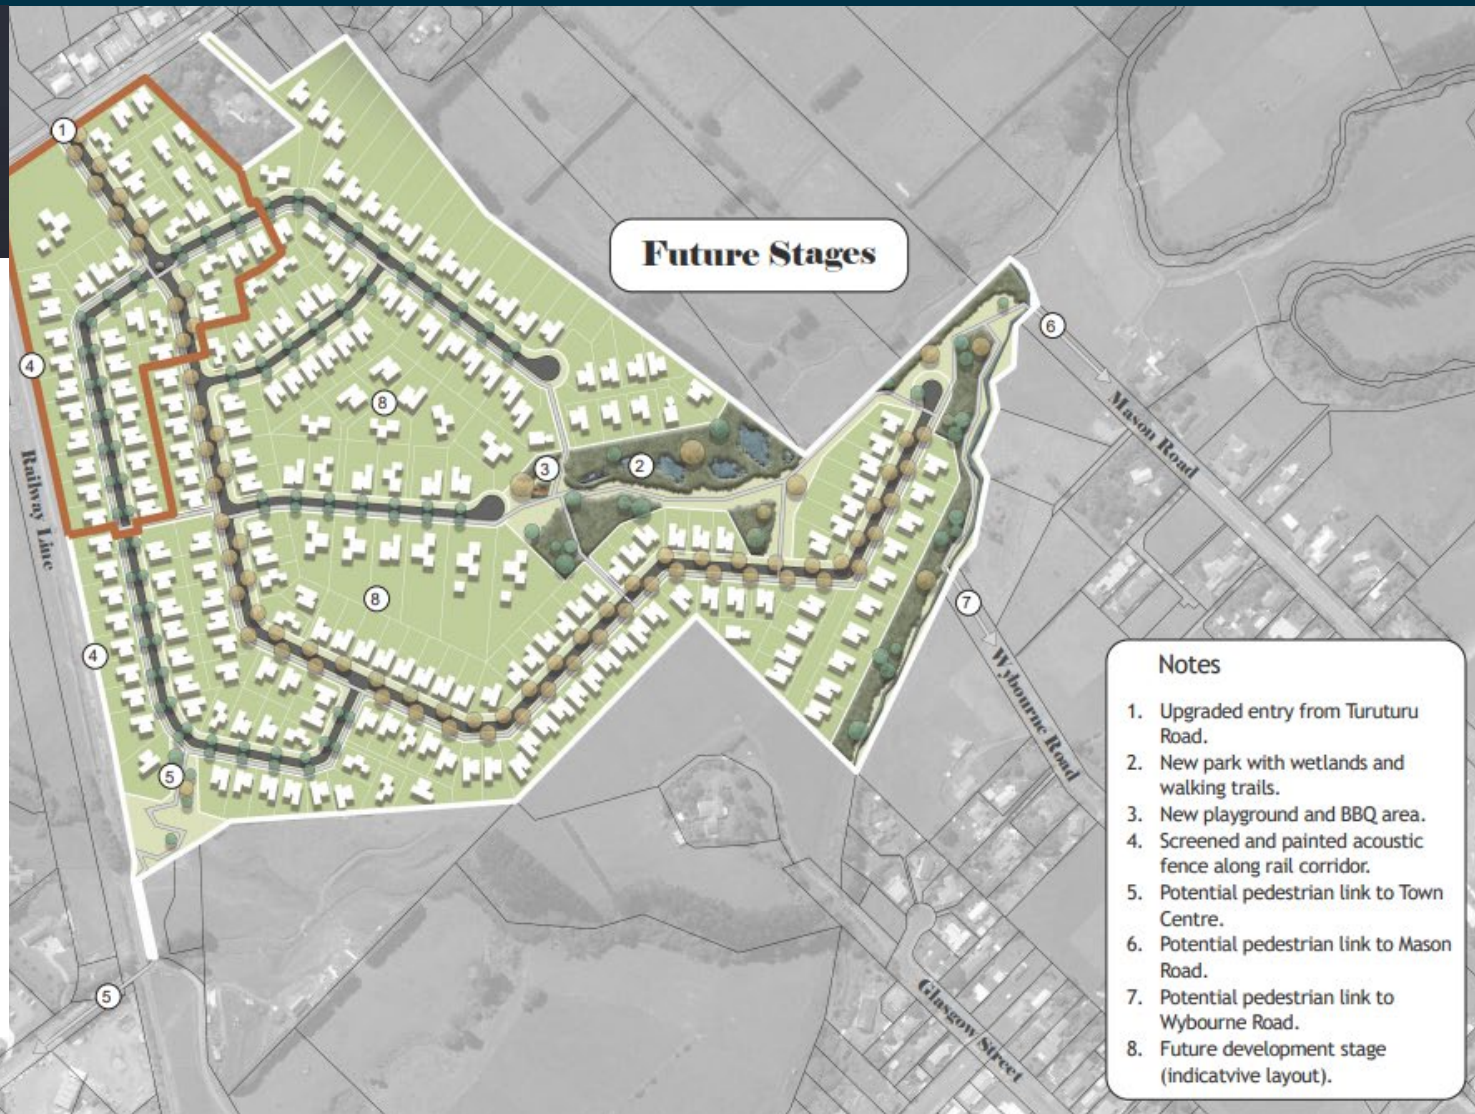 1
Future Stages
6
4
8
Mason Road
3
2
Railway Line
8
7
4
Wybourne Road
5
5
Glasgow Street
Notes
1. Upgraded entry from Turuturu
Road.
2. New park with wetlands and
walking trails.
3. New playground and BBQ area.
4. Screened and painted acoustic
fence along rail corridor.
5. Potential pedestrian link to Town
Centre.
6. Potential pedestrian link to Mason
Road.
7. Potential pedestrian link to
Wybourne Road.
8. Future development stage
(indicatvive layout).